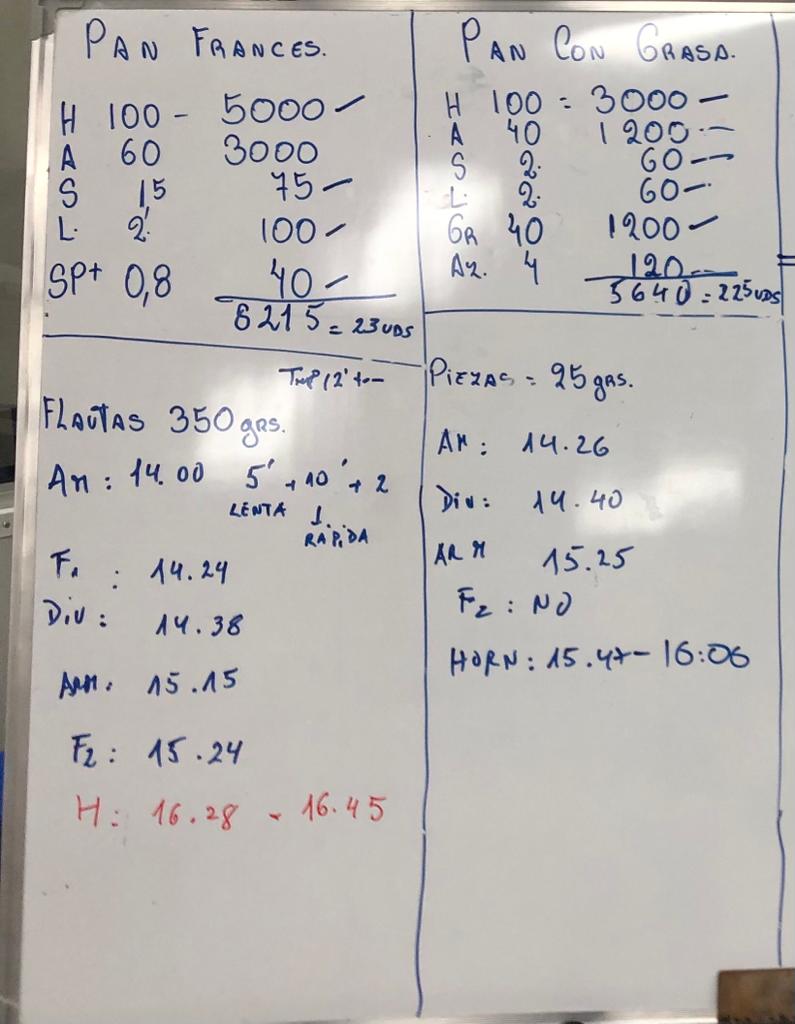 PAN FRANCES.
H 100 - 5000 -
A 60 3000
S 1,5 75 -
L. 2 100 -
SP+ 0,8 40 -
8215 = 23 UDS
FLAUTAS 350 grs.
AM: 14.00 5' + 10' + 2
LENTA RÁPIDA
F1 : 14.24
DIV: 14.38
ARM. 15.15
F2: 15.24
H: 16.28 - 16.45
PAN CON GRASA.
H 100 = 3000 -
A 40 1200 -
S 2. 60 -
L. 2. 60 -
GR 40 1200 -
AZ. 4 120 -
5640 = 225 UDS
PIEZAS = 25 grs.
AM: 14.26
DIV: 14.40
ARM 15.25
F2: NO
HORN: 15.47 - 16:06